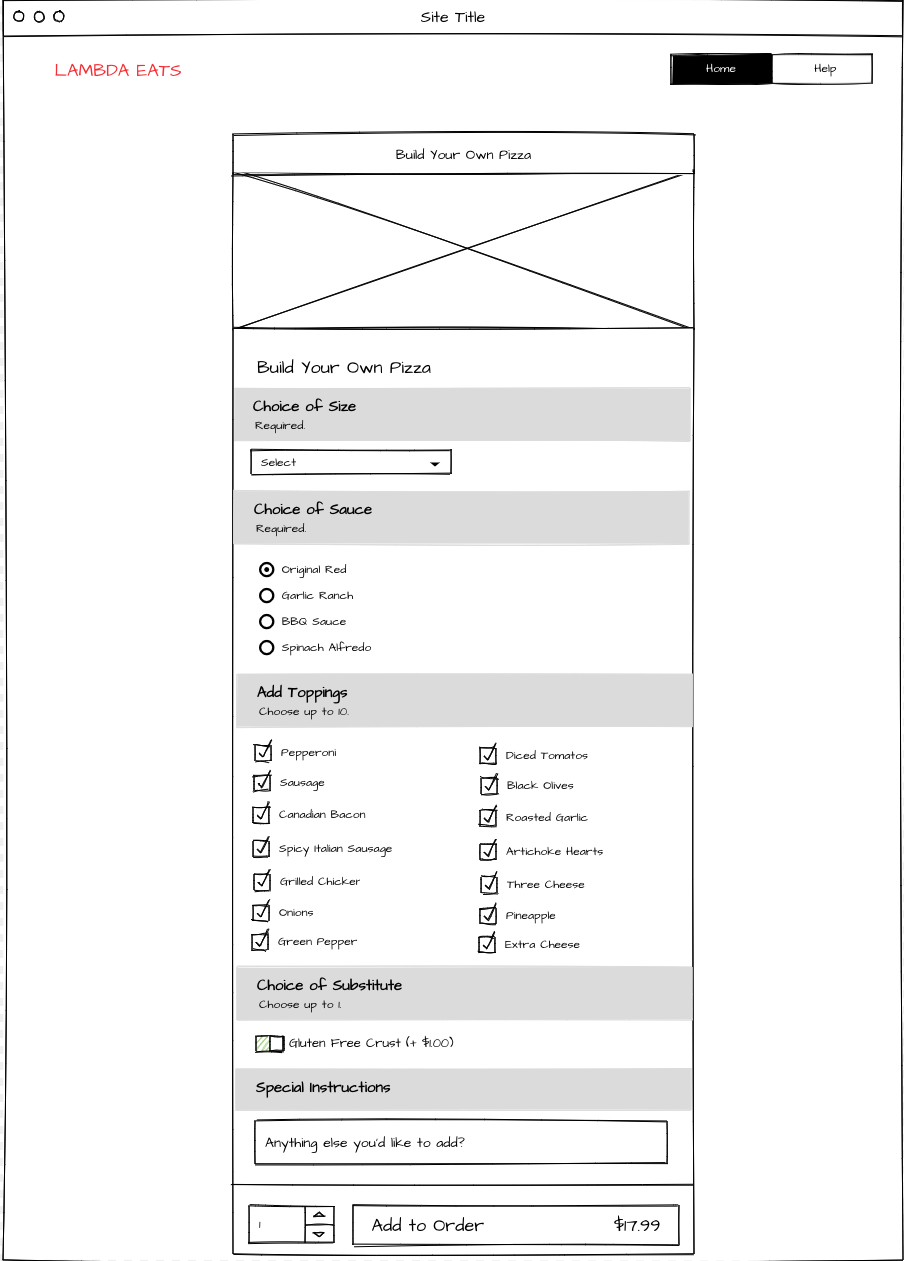 Site Title
LAMBDA EATS
Home
Help
Build Your Own Pizza
Build Your Own Pizza
Choice of Size
Required.
Select
Choice of Sauce
Required.
Original Red
Garlic Ranch
BBQ Sauce
Spinach Alfredo
Add Toppings
Choose up to 10.
Pepperoni
Sausage
Canadian Bacon
Spicy Italian Sausage
Grilled Chicker
Onions
Green Pepper
Diced Tomatos
Black Olives
Roasted Garlic
Artichoke Hearts
Three Cheese
Pineapple
Extra Cheese
Choice of Substitute
Choose up to 1.
Gluten Free Crust (+ $1.00)
Special Instructions
Anything else you'd like to add?
1
Add to Order $17.99